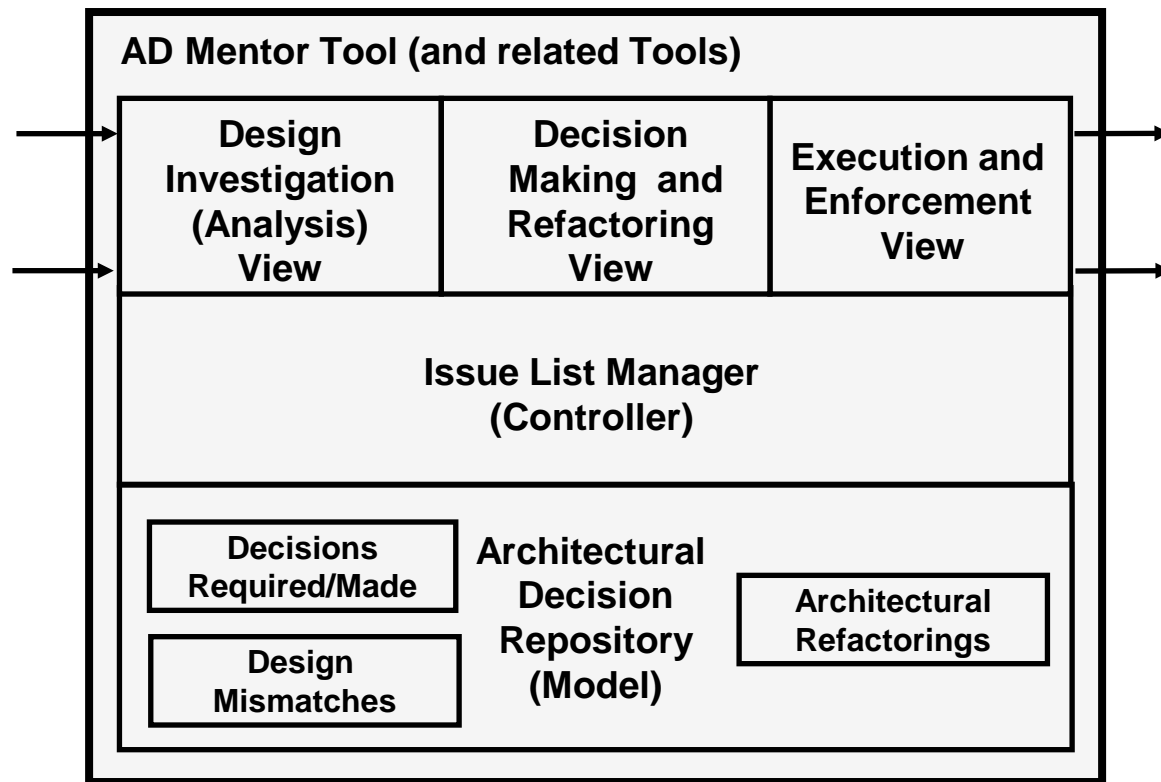 AD Mentor Tool (and related Tools)
Design
Investigation
(Analysis)
View
Decision
Making and
Refactoring
View
Execution and
Enforcement
View
Issue List Manager
(Controller)
Decisions
Required/Made
Design
Mismatches
Architectural
Decision
Repository
(Model)
Architectural
Refactorings